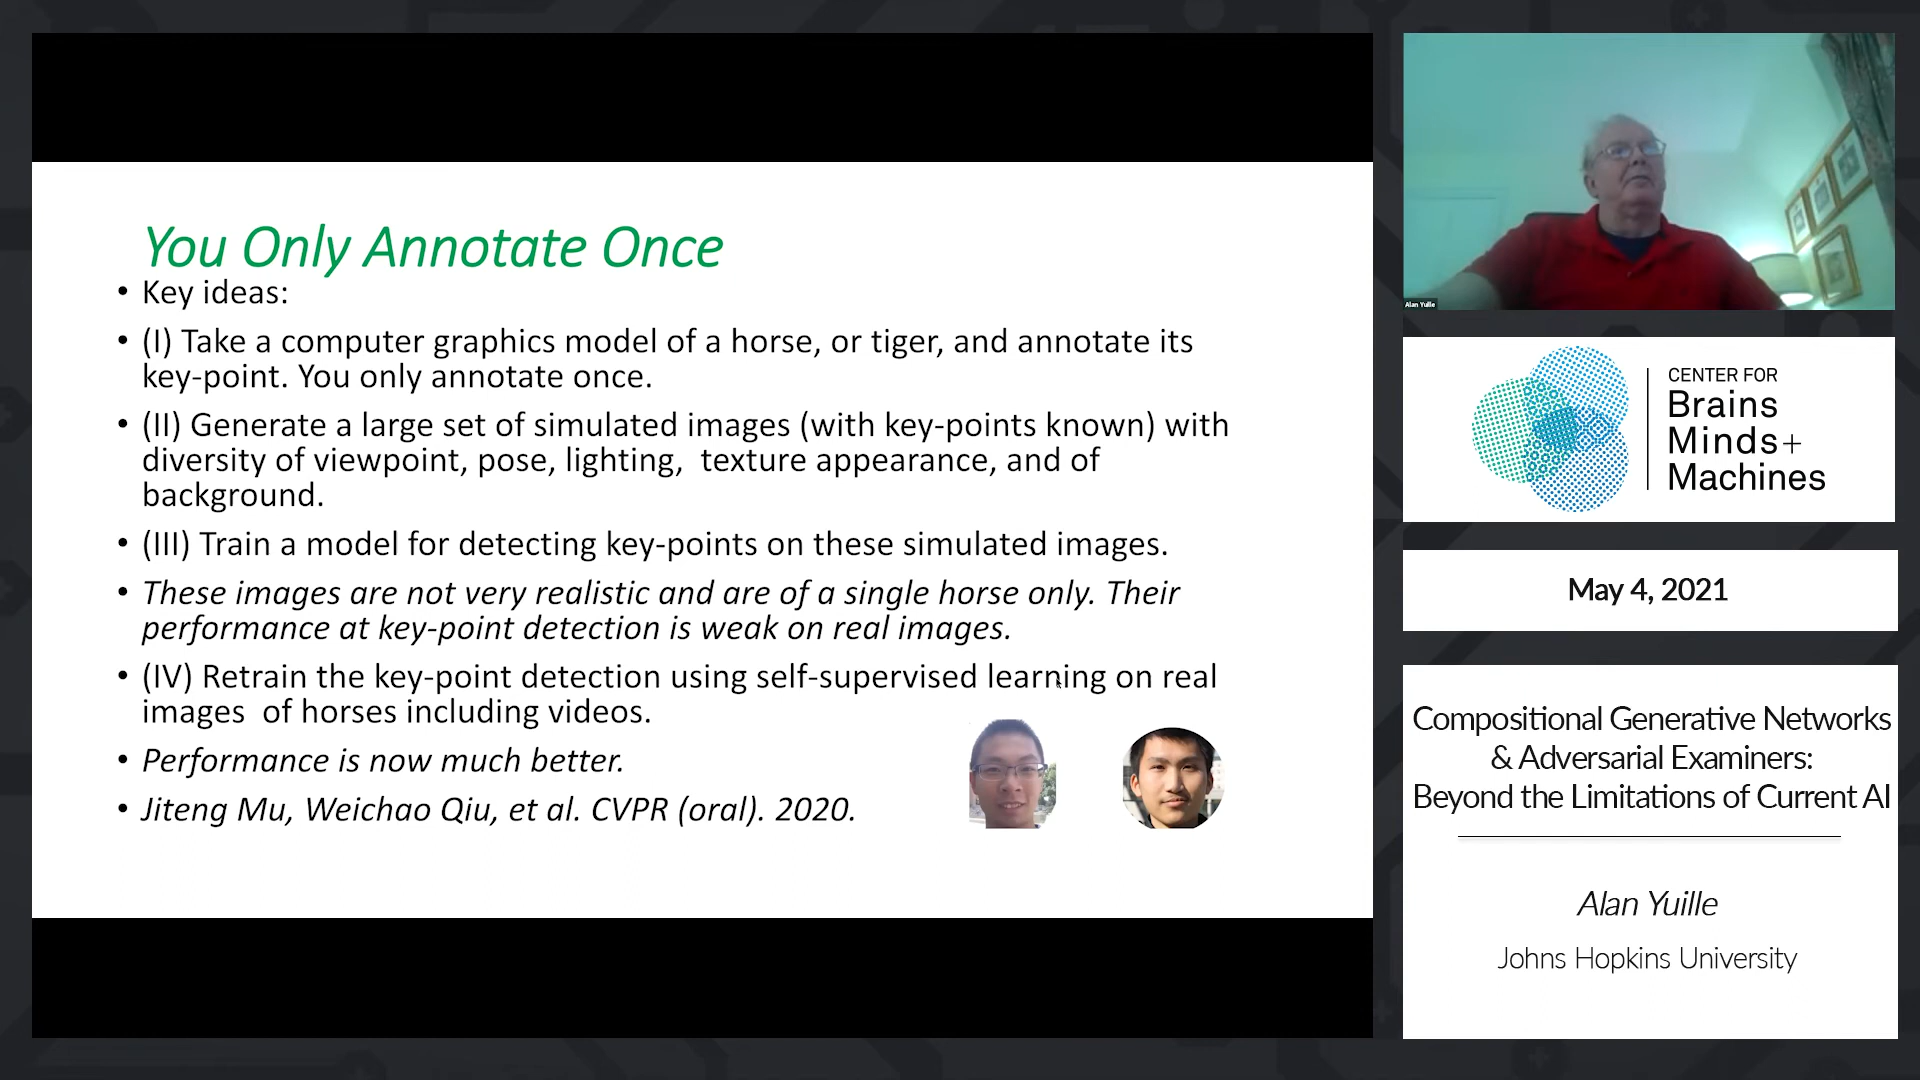 You Only Annotate Once
• Key ideas:
• (I) Take a computer graphics model of a horse, or tiger, and annotate its
key-point. You only annotate once.
• (II) Generate a large set of simulated images (with key-points known) with
diversity of viewpoint, pose, lighting,  texture appearance, and of
background.
• (III) Train a model for detecting key-points on these simulated images.
• These images are not very realistic and are of a single horse only. Their
performance at key-point detection is weak on real images.
• (IV) Retrain the key-point detection using self-supervised learning on real
images  of horses including videos.
• Performance is now much better.
• Jiteng Mu, Weichao Qiu, et al. CVPR (oral). 2020.
Alan Yuille
CENTER FOR
Brains
Minds+
Machines
May 4, 2021
Compositional Generative Networks
& Adversarial Examiners:
Beyond the Limitations of Current AI
Alan Yuille
Johns Hopkins University